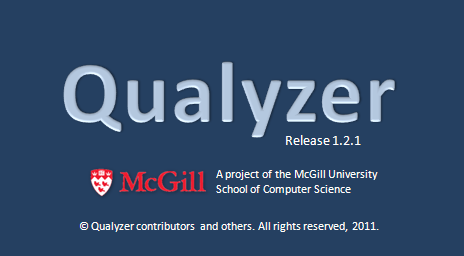 Qualyzer
Release 1.2.1
McGill
A project of the McGill University
School of Computer Science
© Qualyzer contributors and others. All rights reserved, 2011.